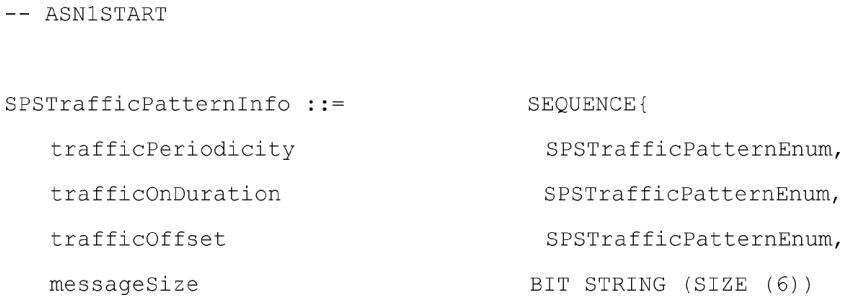 -- ASN1START
SPSTrafficPatternInfo ::= SEQUENCE{
trafficPeriodicity SPSTrafficPatternEnum,
trafficOnDuration SPSTrafficPatternEnum,
trafficOffset SPSTrafficPatternEnum,
messageSize BIT STRING (SIZE (6))